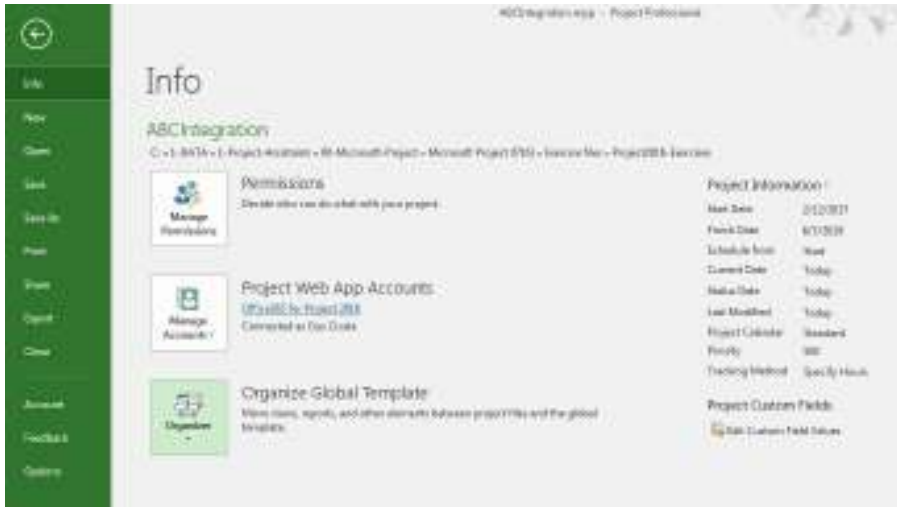 ABCIntegration.mpp - Project Professional
Info
Info
New
Open
Save
Save As
Print
Share
Export
Close
Account
Feedback
Options
ABCIntegration
Manage
Permissions
Permissions
Decide who can do what with your project.
Manage
Accounts
Project Web App Accounts
Organizer
Organize Global Template
Move views, reports, and other elements between project files and the global
template.
Project Information
Start Date
Finish Date
Schedule from Start
Current Date Today
Status Date Today
Last Modified Today
Project Calendar Standard
Priority 500
Tracking Method Specify Hours
Project Custom Fields
Edit Custom Field Values